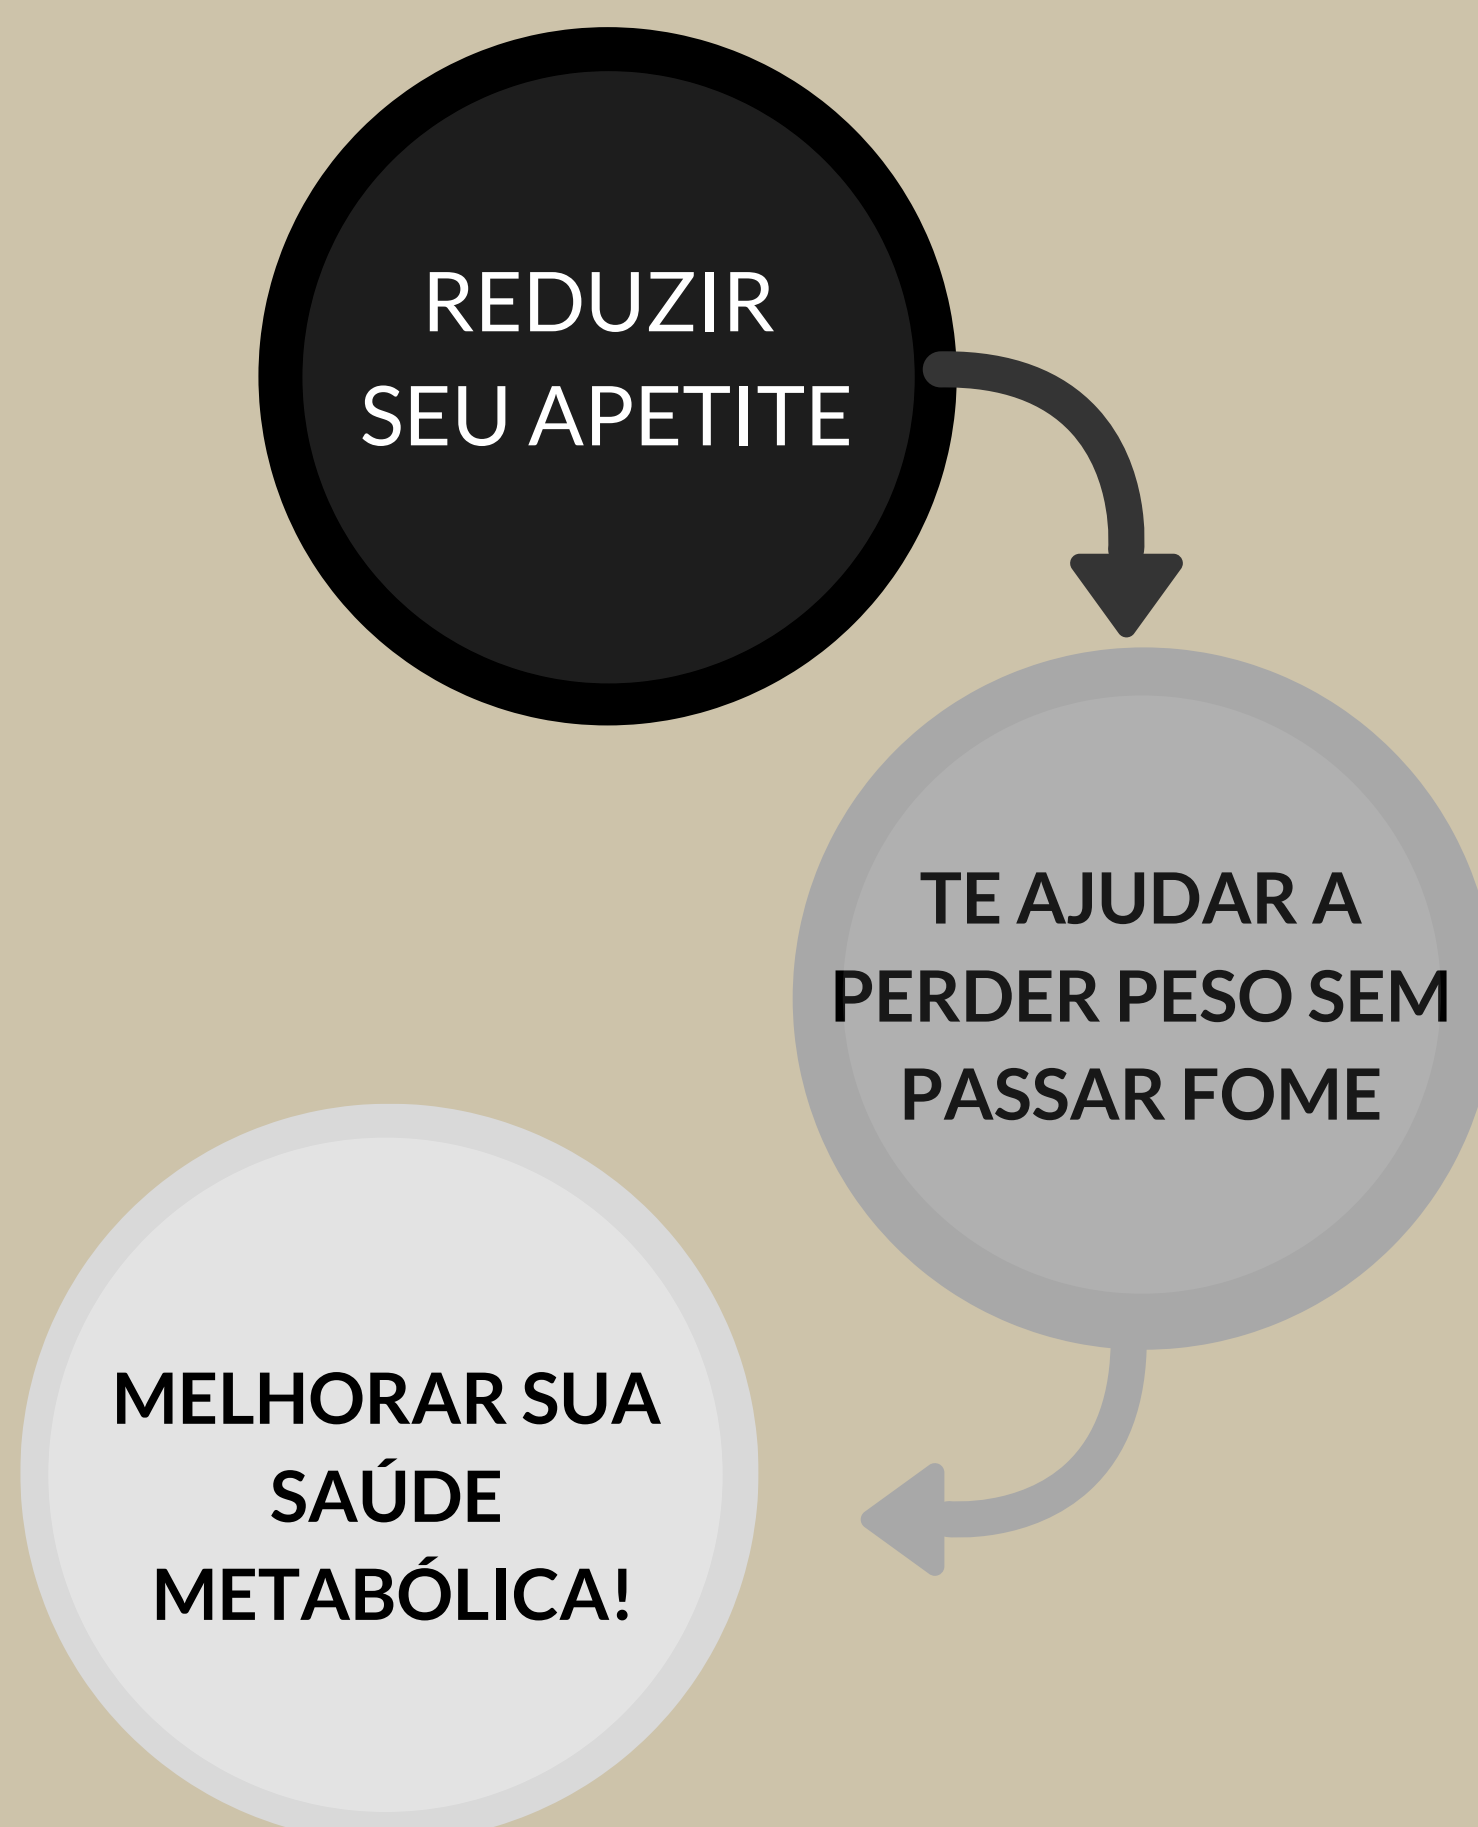 REDUZIR
SEU APETITE
TE AJUDAR A
PERDER PESO SEM
PASSAR FOME
MELHORAR SUA
SAÚDE
METABÓLICA!